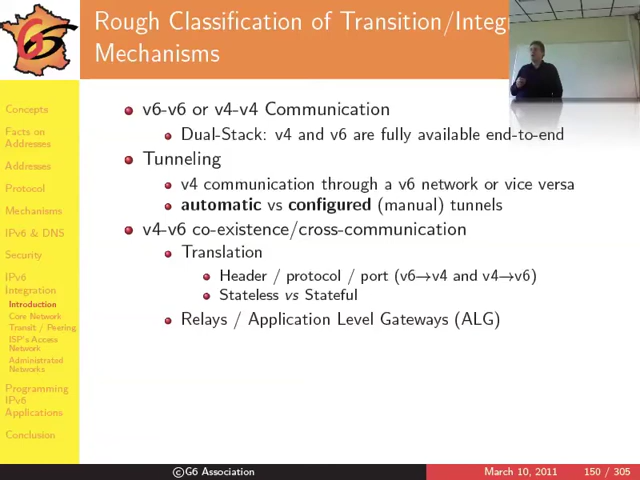 Rough Classification of Transition/Integ
Mechanisms
Concepts
Facts on
Addresses
Addresses
Protocol
Mechanisms
IPv6 & DNS
Security
IPv6
Integration
Introduction
Core Network
Transit / Peering
ISP's Access
Network
Administrated
Networks
Programming
IPv6
Applications
Conclusion
v6-v6 or v4-v4 Communication
Dual-Stack: v4 and v6 are fully available end-to-end
Tunneling
v4 communication through a v6 network or vice versa
automatic vs configured (manual) tunnels
v4-v6 co-existence/cross-communication
Translation
Header / protocol / port (v6→v4 and v4→v6)
Stateless vs Stateful
Relays / Application Level Gateways (ALG)
©G6 Association
March 10, 2011 150 / 305